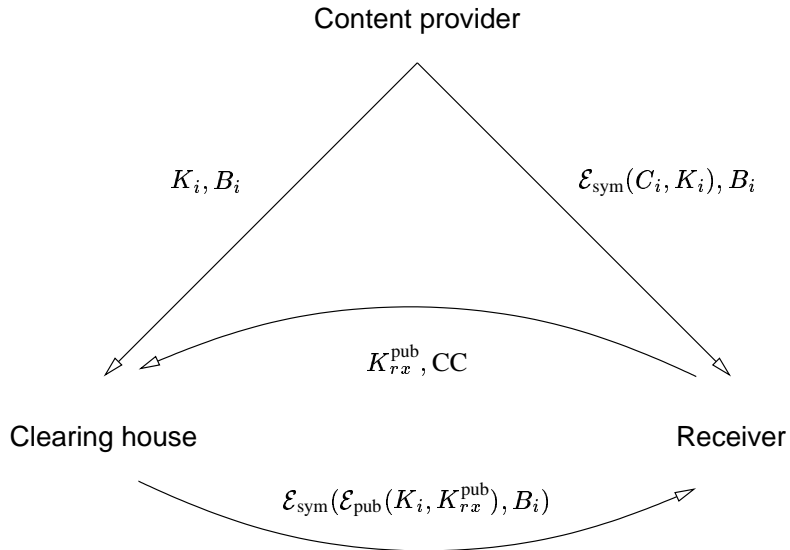 Content provider
K_i, B_i
ℰ_sym(C_i, K_i), B_i
K_rx^pub, CC
Clearing house
Receiver
ℰ_sym(ℰ_pub(K_i, K_rx^pub), B_i)